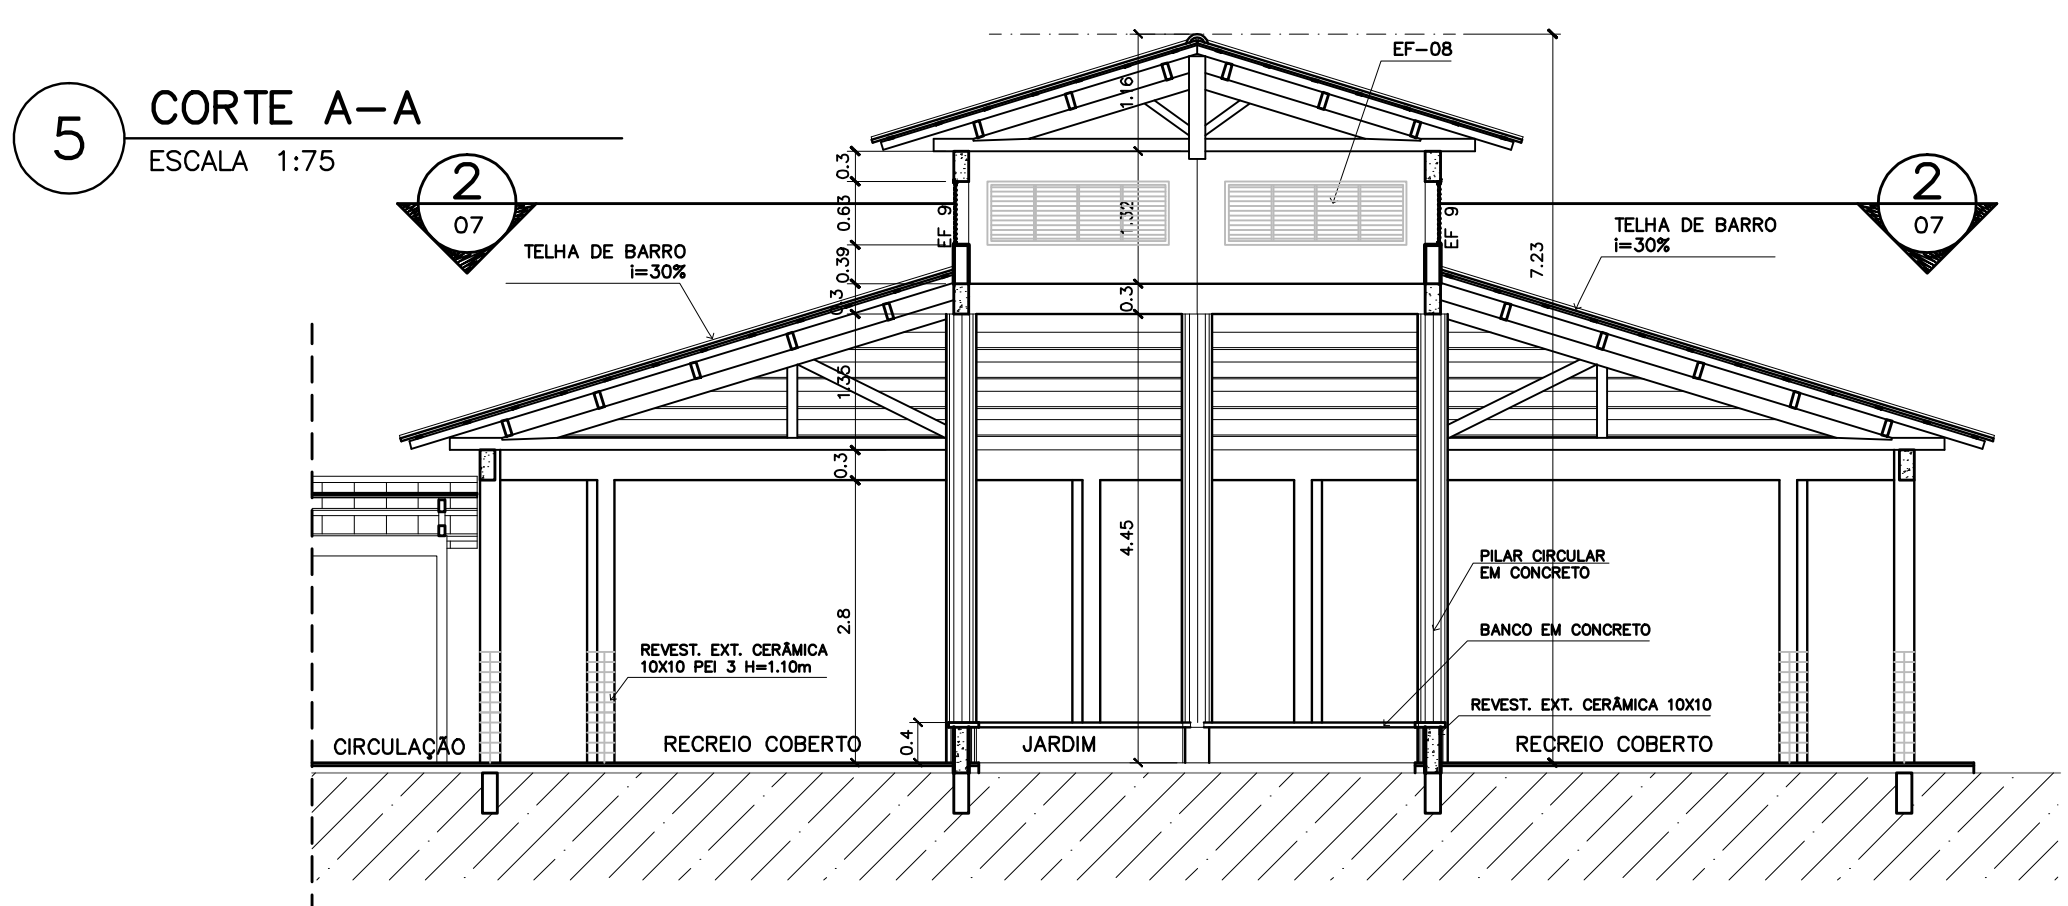 5
CORTE A-A
ESCALA 1:75
2
07
2
07
EF-08
1.16
0.3
0.63
0.39
0.3
1.35
0.3
2.8
0.4
1.32
0.3
4.45
7.23
EF 9
EF 9
TELHA DE BARRO
i=30%
TELHA DE BARRO
i=30%
PILAR CIRCULAR
EM CONCRETO
BANCO EM CONCRETO
REVEST. EXT. CERÂMICA
10X10 PEI 3 H=1.10m
REVEST. EXT. CERÂMICA 10X10
CIRCULAÇÃO
RECREIO COBERTO
JARDIM
RECREIO COBERTO